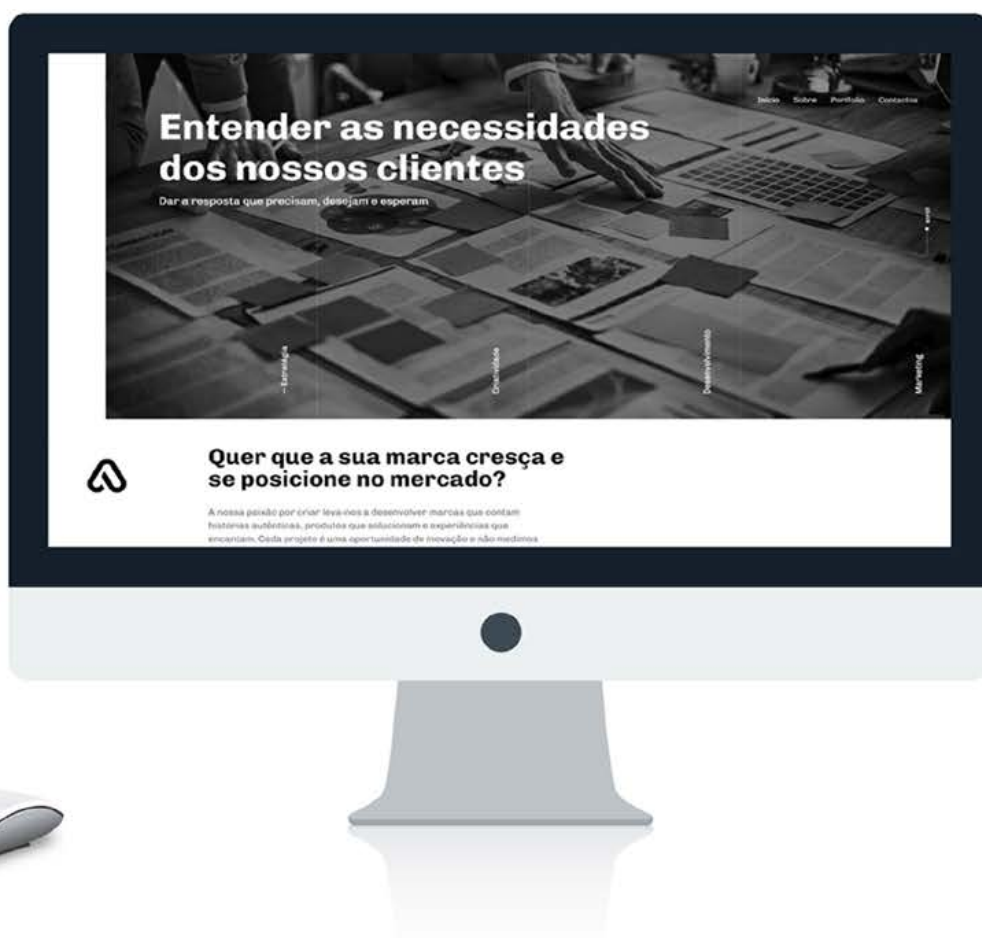 Início Sobre Portfolio Contactos
Entender as necessidades
dos nossos clientes
Dar a resposta que precisam, desejam e esperam
Estratégia
Criatividade
Desenvolvimento
Marketing
Quer que a sua marca cresça e
se posicione no mercado?
A nossa paixão por criar leva-nos a desenvolver marcas que contam
histórias autênticas, produtos que solucionam e experiências que
encantam. Cada projeto é uma oportunidade de inovação e não medimos